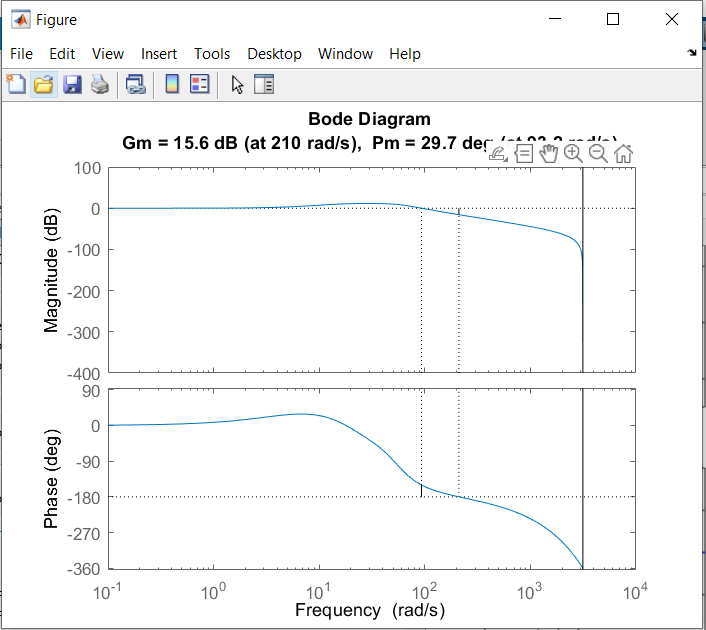 Figure
File Edit View Insert Tools Desktop Window Help
Bode Diagram
Gm = 15.6 dB (at 210 rad/s), Pm = 29.7 deg
100
0
-100
-200
-300
-400
Magnitude (dB)
90
0
-90
-180
-270
-360
Phase (deg)
10-1
100
101
102
103
104
Frequency (rad/s)